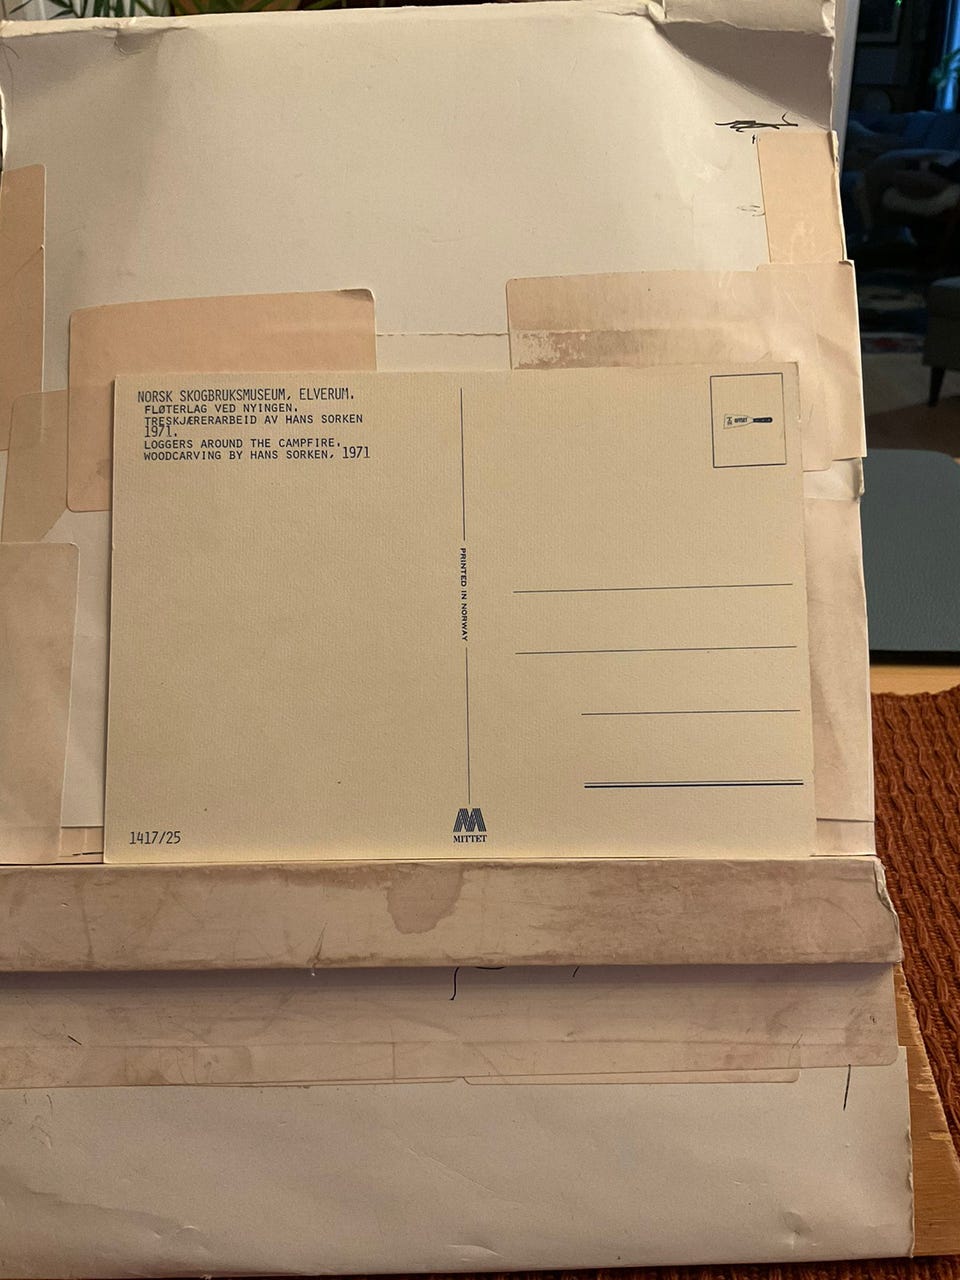 NORSK SKOGBRUKSMUSEUM, ELVERUM.
FLØTERLAG VED NYINGEN.
TRESKJÆRERARBEID AV HANS SORKEN
1971.
LOGGERS AROUND THE CAMPFIRE,
WOODCARVING BY HANS SORKEN, 1971
PRINTED IN NORWAY
1417/25
MITTET